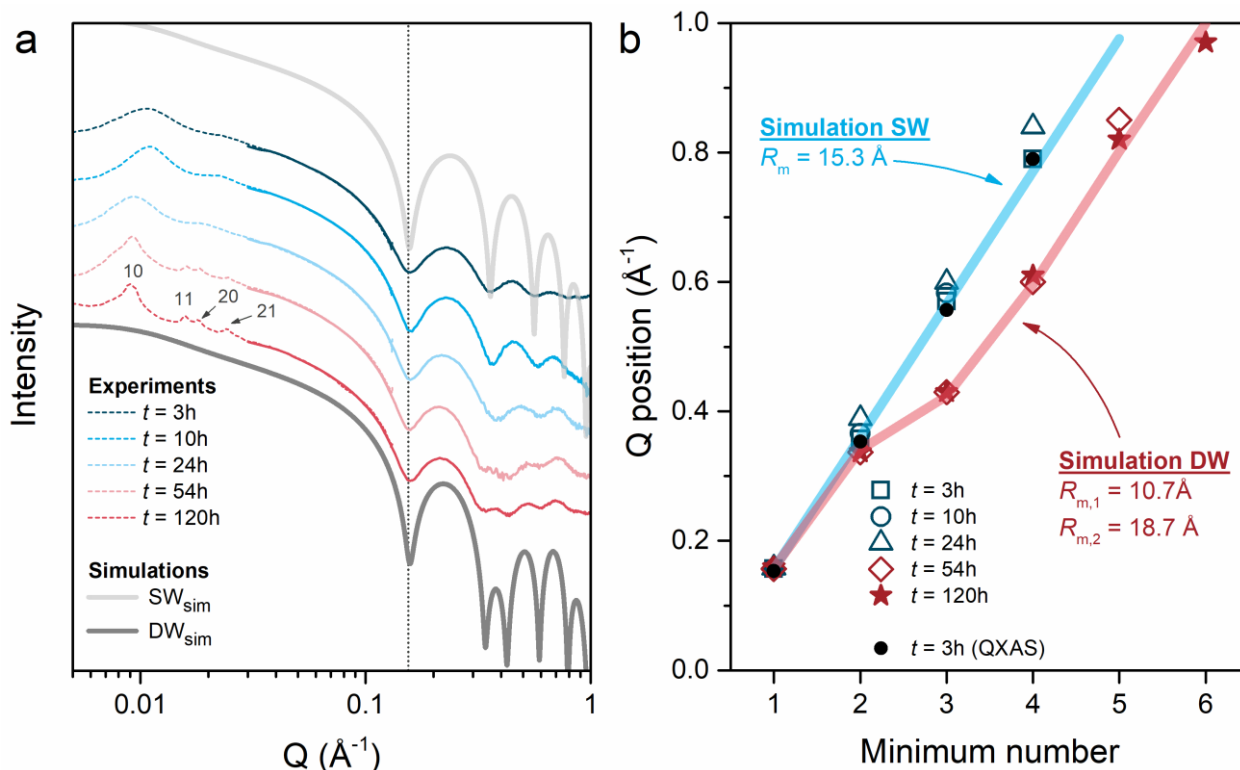 a
Intensity
10
11
20
21
Experiments
t = 3h
t = 10h
t = 24h
t = 54h
t = 120h
Simulations
SWsim
DWsim
0.01
0.1
1
Q (Å-1)
b
Q position (Å-1)
1.0
0.8
0.6
0.4
0.2
0.0
Simulation SW
Rm = 15.3 Å
Simulation DW
Rm,1 = 10.7Å
Rm,2 = 18.7 Å
t = 3h
t = 10h
t = 24h
t = 54h
t = 120h
t = 3h (QXAS)
1
2
3
4
5
6
Minimum number